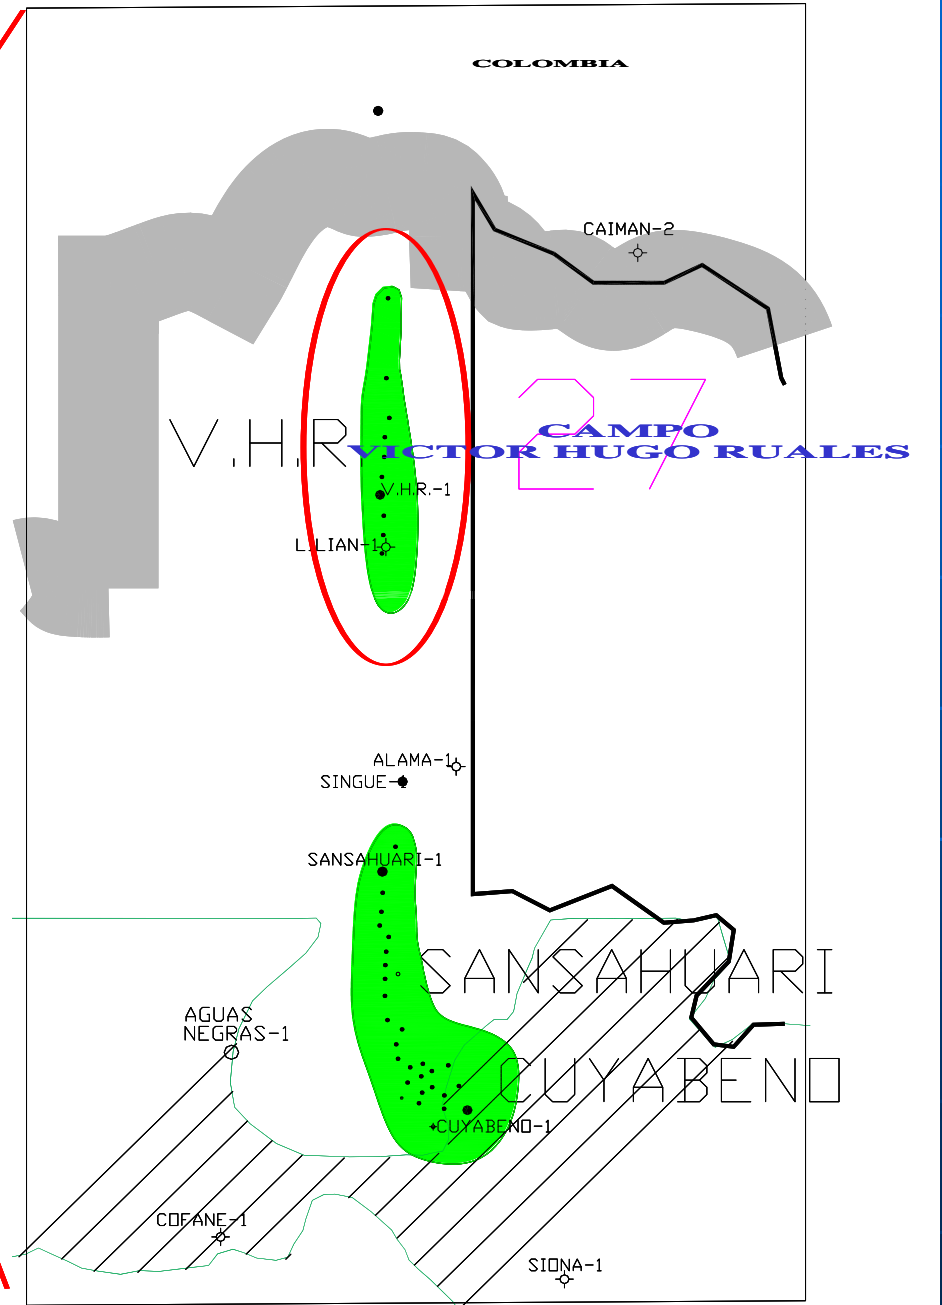 COLOMBIA
CAIMAN-2
27
CAMPO
V.H.R
VICTOR HUGO RUALES
V.H.R.-1
LILIAN-1
ALAMA-1
SINGUE-1
SANSAHUARI-1
SANSAHUARI
AGUAS
NEGRAS-1
CUYABENO
CUYABENO-1
COFANE-1
SIONA-1